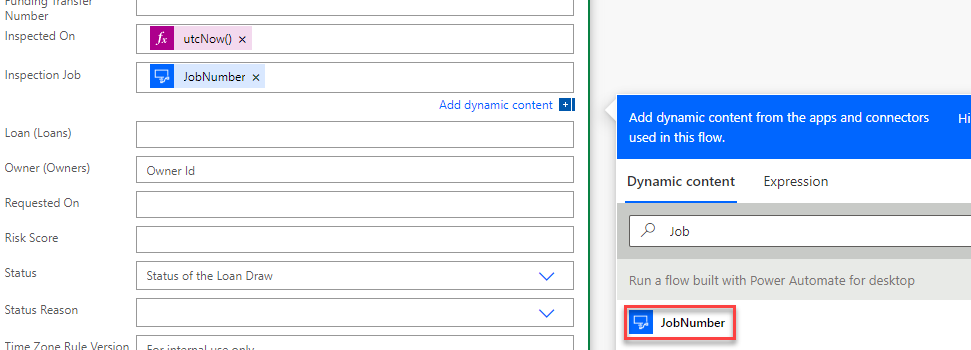 Funding Transfer
Number
Inspected On
fx utcNow() ×
Inspection Job
JobNumber ×
Add dynamic content
Loan (Loans)
Owner (Owners)
Owner Id
Requested On
Risk Score
Status
Status of the Loan Draw
Status Reason
Time Zone Rule Version
For internal use only
Add dynamic content from the apps and connectors
used in this flow.
Hi
Dynamic content
Expression
Job
Run a flow built with Power Automate for desktop
JobNumber